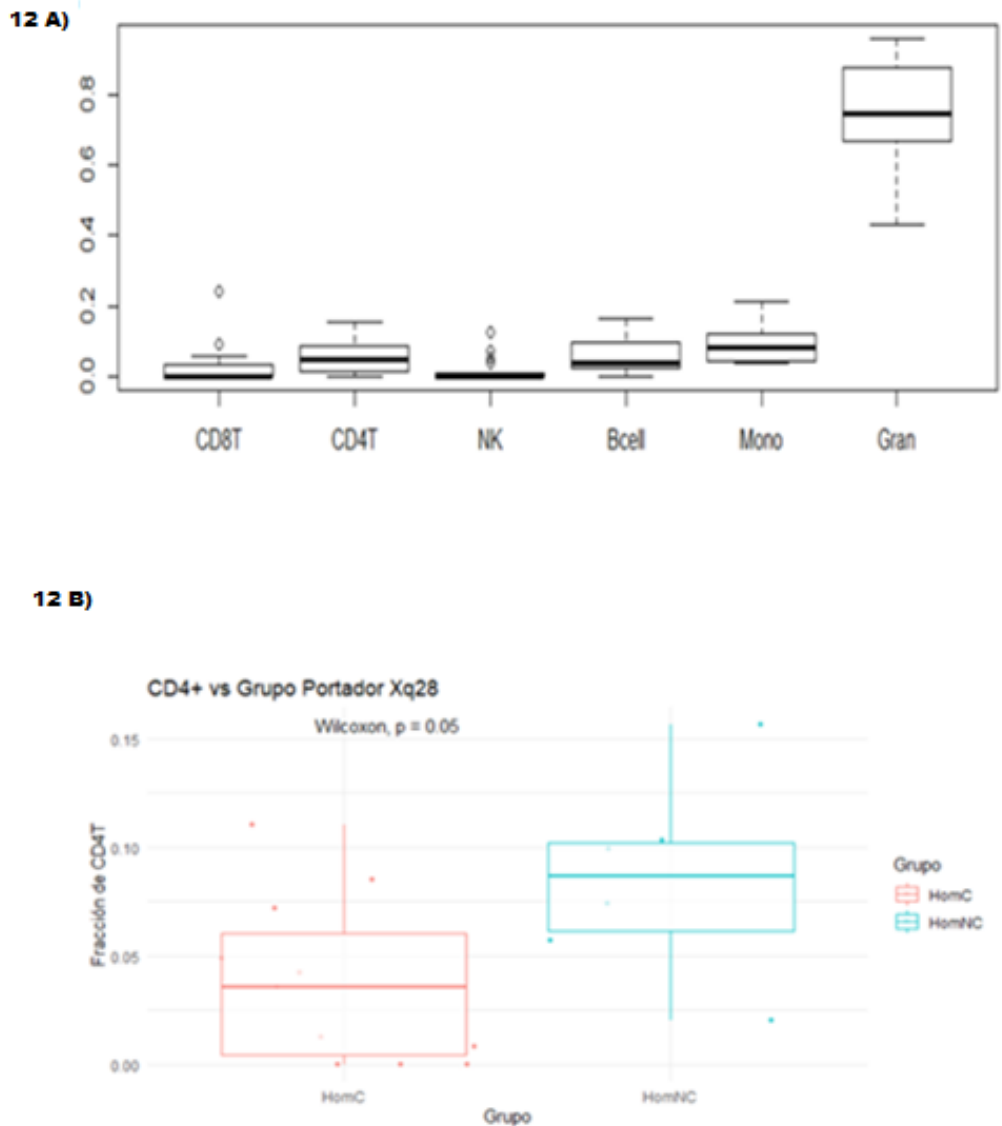 12 A)
0.8
0.6
0.4
0.2
0.0
CD8T CD4T NK Bcell Mono Gran
12 B)
CD4+ vs Grupo Portador Xq28
Wilcoxon, p = 0.05
Fracción de CD4T
0.15
0.10
0.05
0.00
HomC HomNC
Grupo
Grupo
HomC
HomNC